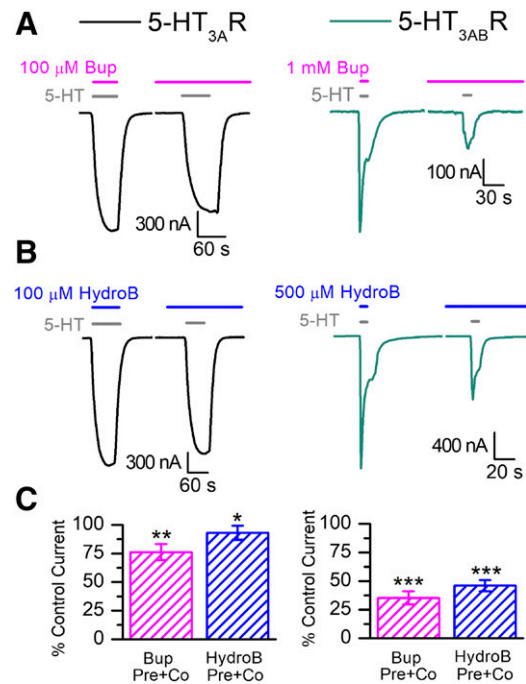 A
5-HT3AR
5-HT3ABR
100 μM Bup
1 mM Bup
5-HT
5-HT
300 nA
60 s
100 nA
30 s
B
100 μM HydroB
500 μM HydroB
5-HT
5-HT
300 nA
60 s
400 nA
20 s
C
% Control Current
100
75
50
25
0
**
*
Bup
Pre+Co
HydroB
Pre+Co
% Control Current
100
75
50
25
0
***
***
Bup
Pre+Co
HydroB
Pre+Co